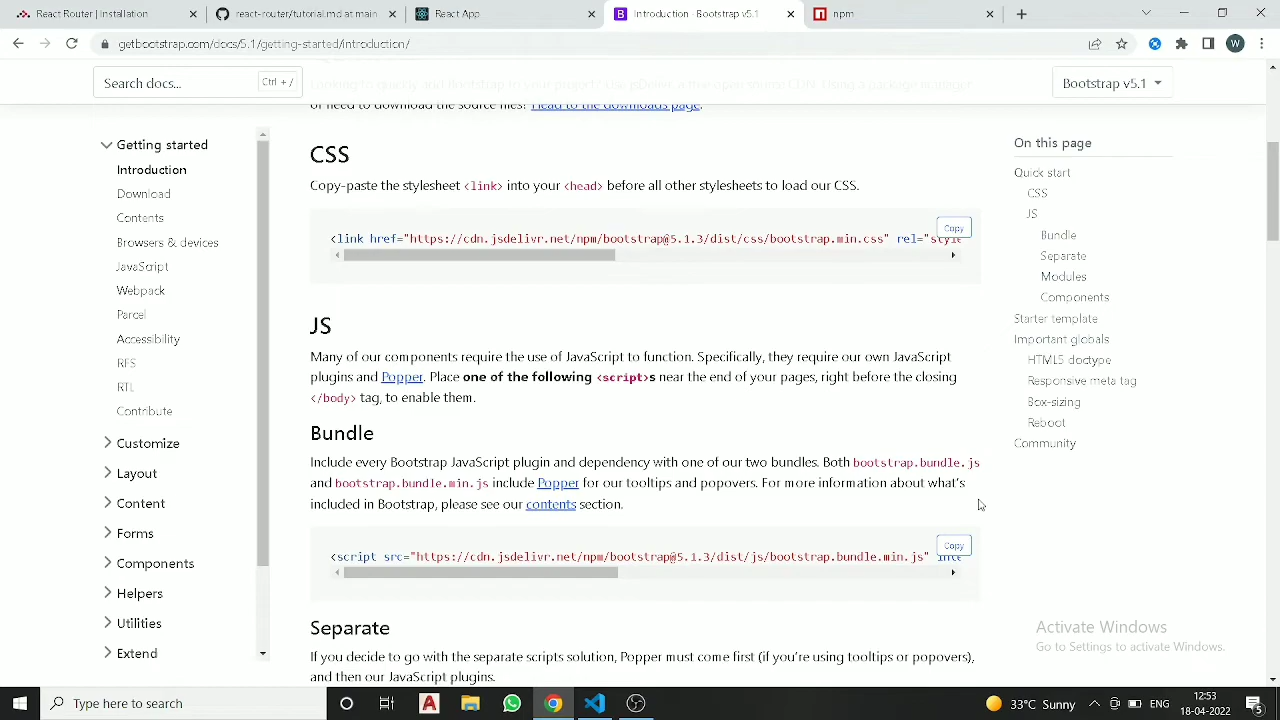 React Router | Installation
react-router/tutorial.md at main
React App
Introduction · Bootstrap v5.1
npm
getbootstrap.com/docs/5.1/getting-started/introduction/
W
Search docs...
Ctrl + /
Bootstrap v5.1
or need to download the source files? Head to the downloads page.
Getting started
Introduction
Download
Contents
Browsers & devices
JavaScript
Webpack
Parcel
Accessibility
RFS
RTL
Contribute
Customize
Layout
Content
Forms
Components
Helpers
Utilities
Extend
CSS
Copy-paste the stylesheet <link> into your <head> before all other stylesheets to load our CSS.
Copy
<link href="https://cdn.jsdelivr.net/npm/bootstrap@5.1.3/dist/css/bootstrap.min.css" rel="style
JS
Many of our components require the use of JavaScript to function. Specifically, they require our own JavaScript
plugins and Popper. Place one of the following <script>s near the end of your pages, right before the closing
</body> tag, to enable them.
Bundle
Include every Bootstrap JavaScript plugin and dependency with one of our two bundles. Both bootstrap.bundle.js
and bootstrap.bundle.min.js include Popper for our tooltips and popovers. For more information about what's
included in Bootstrap, please see our contents section.
Copy
<script src="https://cdn.jsdelivr.net/npm/bootstrap@5.1.3/dist/js/bootstrap.bundle.min.js" inte
Separate
If you decide to go with the separate scripts solution, Popper must come first (if you're using tooltips or popovers),
and then our JavaScript plugins.
On this page
Quick start
CSS
JS
Bundle
Separate
Modules
Components
Starter template
Important globals
HTML5 doctype
Responsive meta tag
Box-sizing
Reboot
Community
Activate Windows
Go to Settings to activate Windows.
Type here to search
33°C Sunny
ENG
12:53
18-04-2022